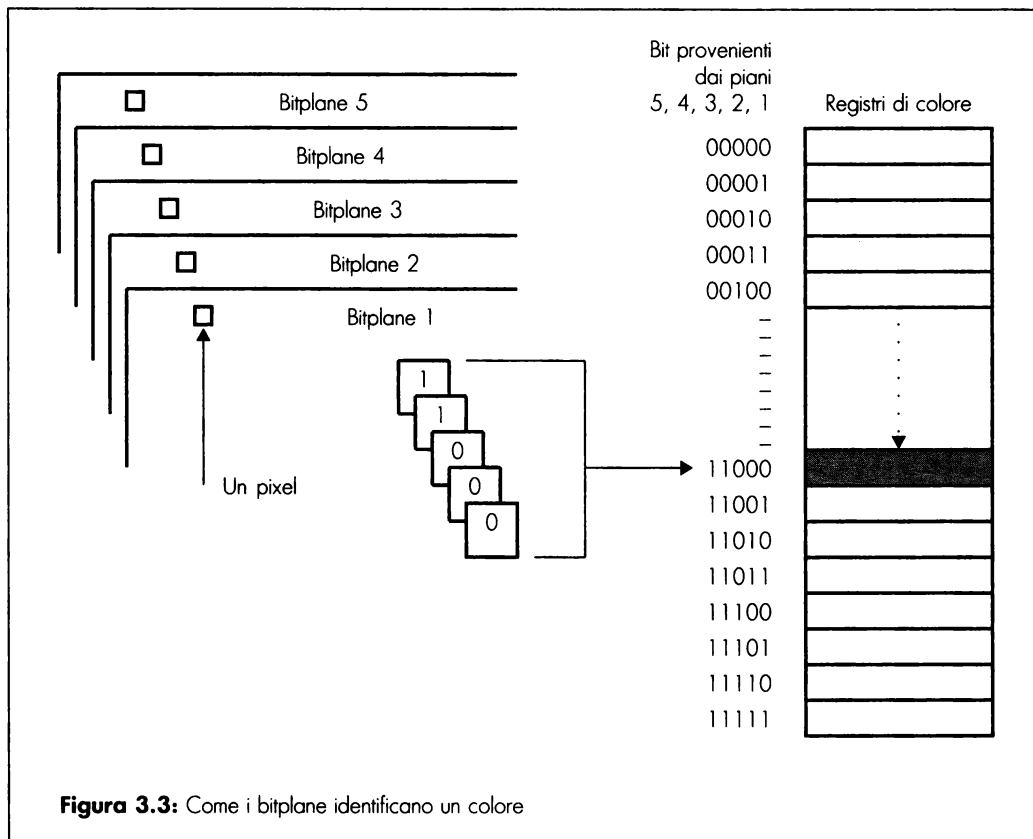 Bit provenienti
dai piani
5, 4, 3, 2, 1
Registri di colore
Bitplane 5
Bitplane 4
Bitplane 3
Bitplane 2
Bitplane 1
Un pixel
1
1
0
0
0
00000
00001
00010
00011
00100
–
–
–
–
–
–
–
–
11000
11001
11010
11011
11100
11101
11110
11111
Figura 3.3: Come i bitplane identificano un colore